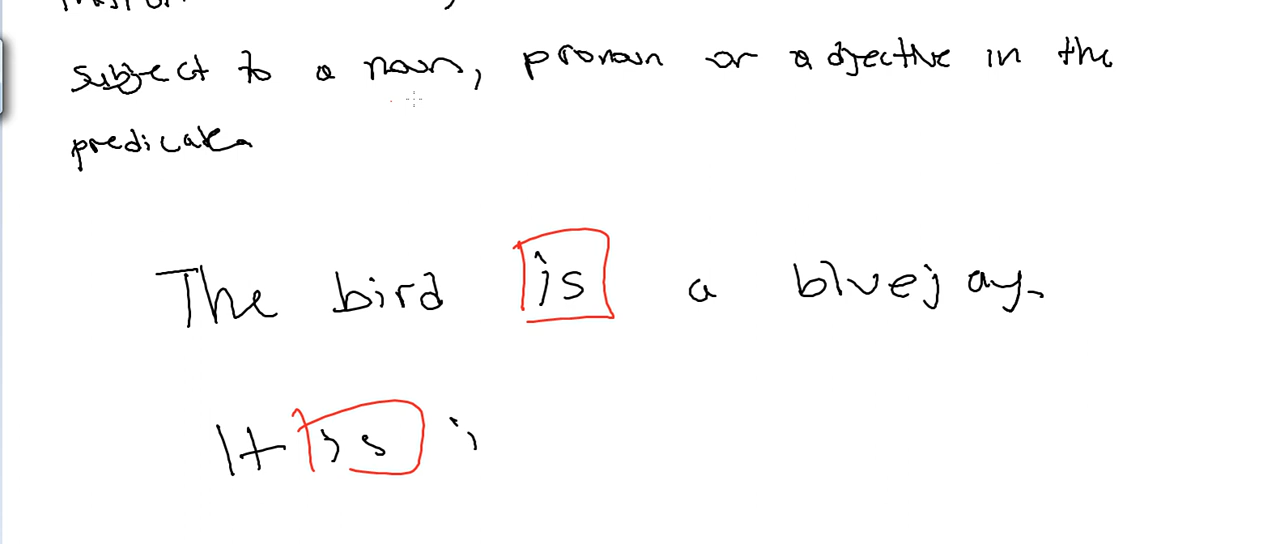 subject to a noun, pronoun or adjective in the
predicate
The bird is a bluejay.
It is i